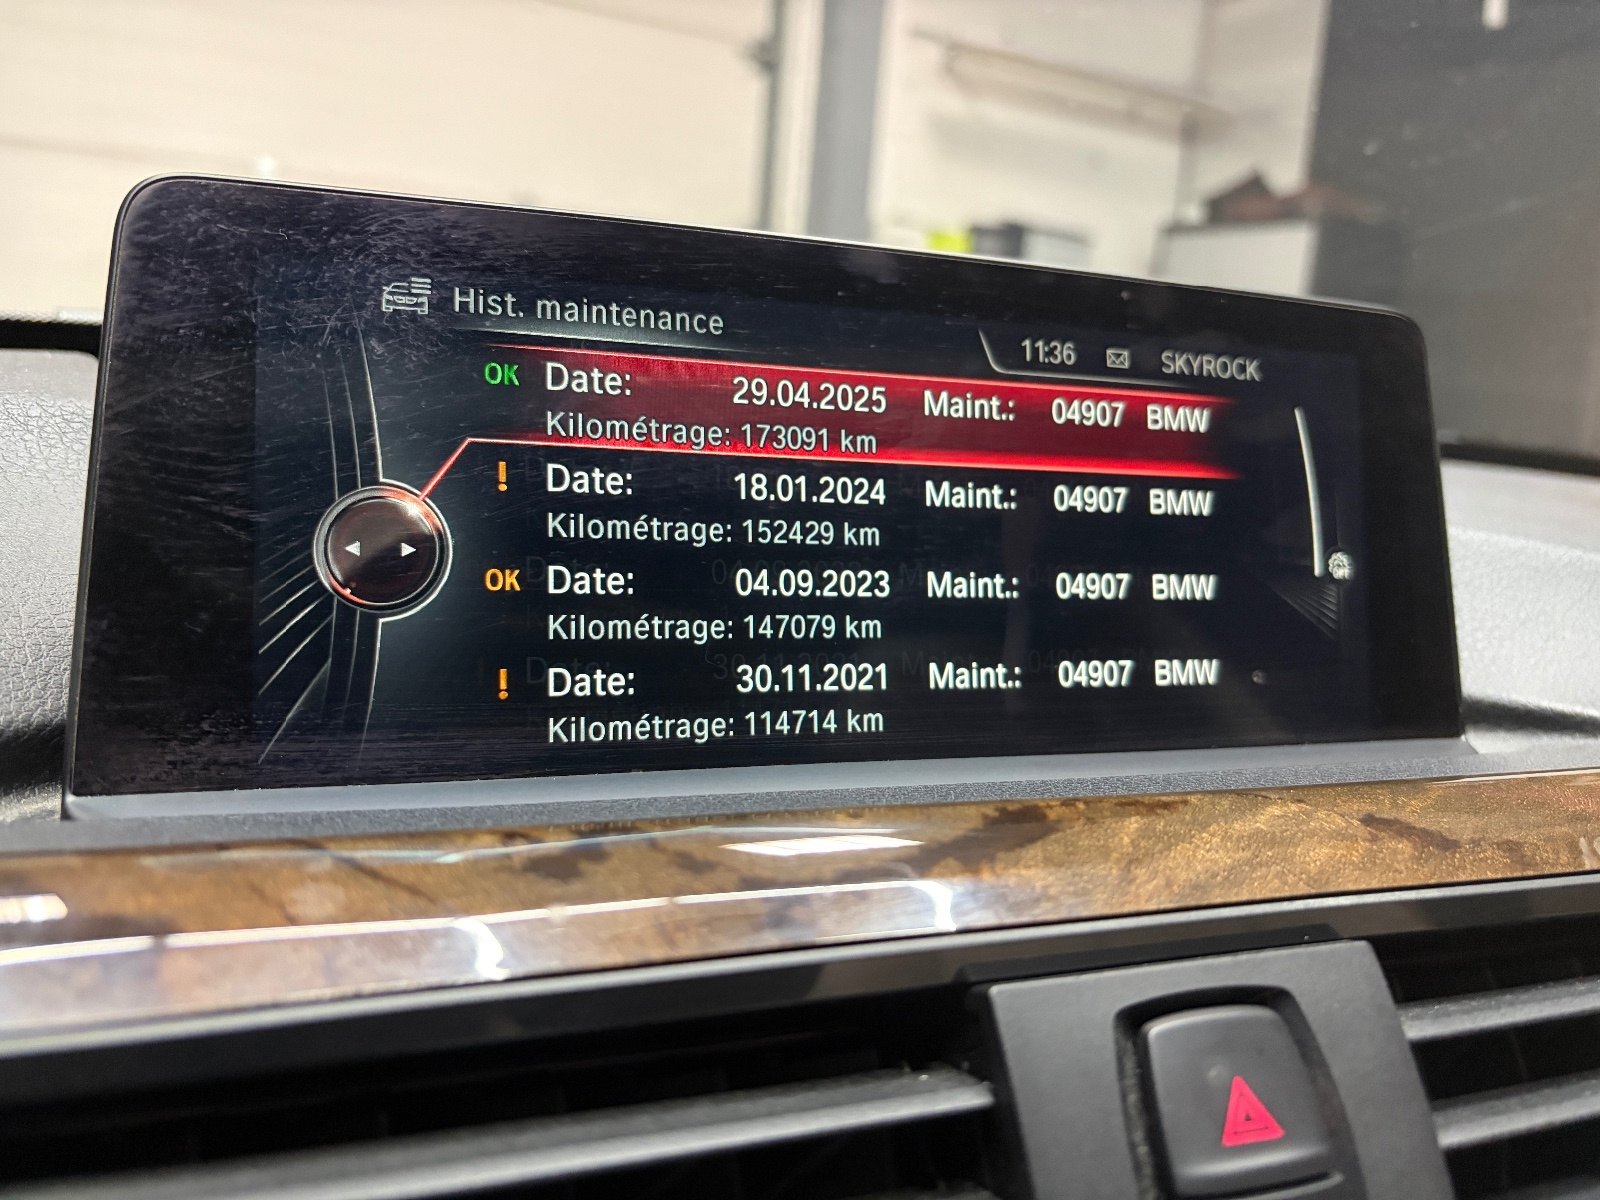 Hist. maintenance
11:36 SKYROCK
OK Date: 29.04.2025 Maint.: 04907 BMW
Kilométrage: 173091 km
! Date: 18.01.2024 Maint.: 04907 BMW
Kilométrage: 152429 km
OK Date: 04.09.2023 Maint.: 04907 BMW
Kilométrage: 147079 km
! Date: 30.11.2021 Maint.: 04907 BMW
Kilométrage: 114714 km